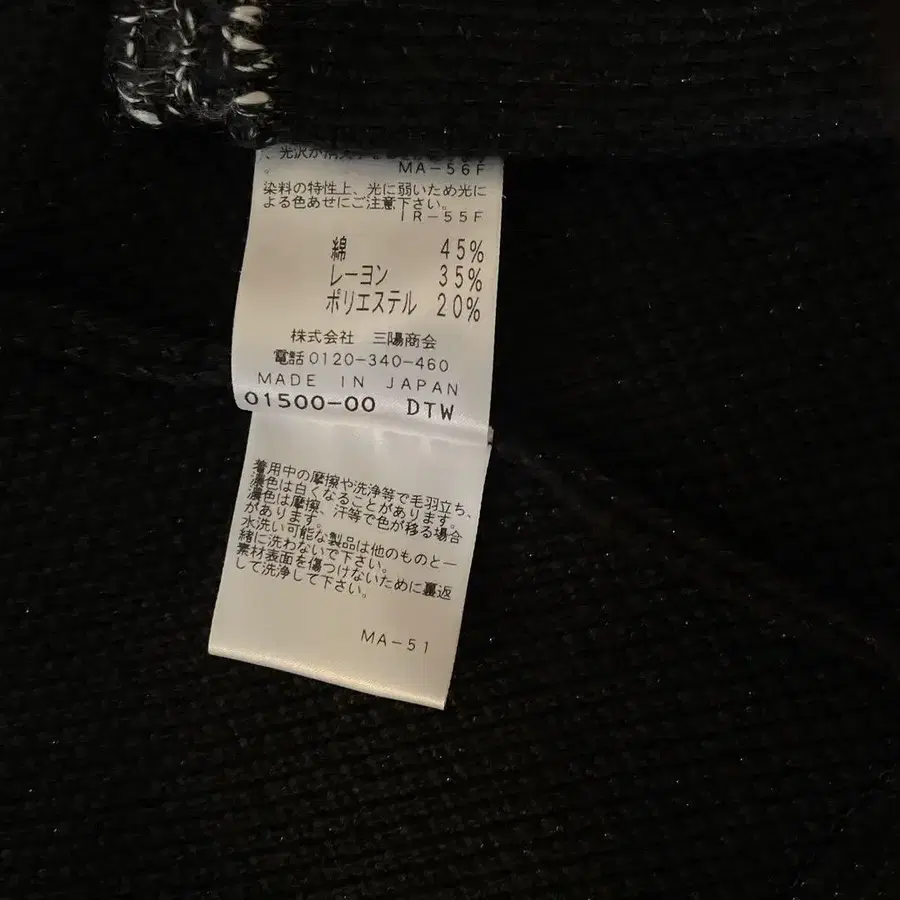 、光沢が消
。 MA-56F
染料の特性上、光に弱いため光に
よる色あせにご注意下さい。
IR-55F
綿 45%
レーヨン 35%
ポリエステル 20%
株式会社 三陽商会
電話0120-340-460
MADE IN JAPAN
01500-00 DTW
着用中の摩擦や洗浄等で毛羽立ち、
濃色は白くなることがあります。
濃色は摩擦、汗等で色が移る場合
があります。
水洗い可能な製品は他のものと一
緒に洗わないで下さい。
素材表面を傷つけないために裏返
して洗浄して下さい。
MA-51